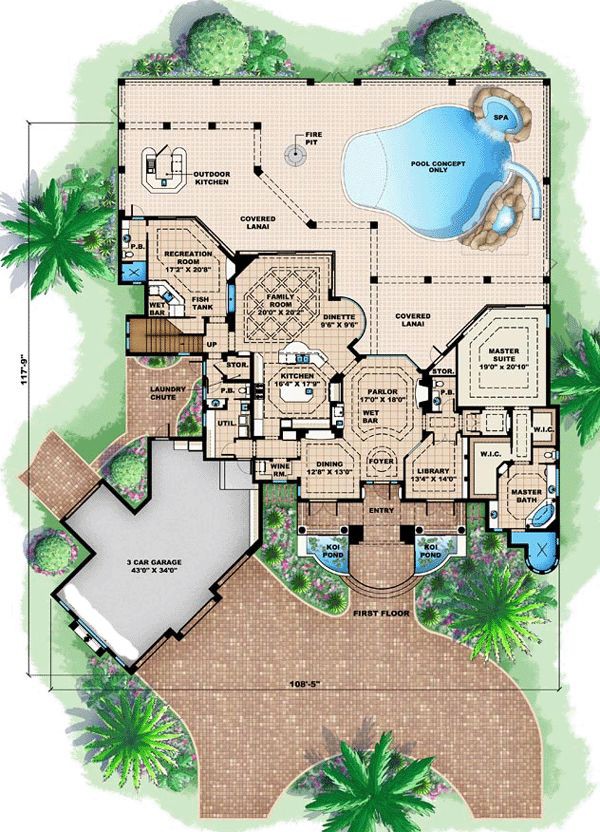 SPA
FIRE
PIT
POOL CONCEPT
ONLY
OUTDOOR
KITCHEN
COVERED
LANAI
P.B.
RECREATION
ROOM
17'2" X 20'8"
FISH
TANK
WET
BAR
FAMILY
ROOM
20'0" X 20'2"
DINETTE
9'6" X 9'6"
COVERED
LANAI
MASTER
SUITE
19'0" X 20'10"
UP
STOR.
STOR.
117'-9"
LAUNDRY
CHUTE
P.B.
KITCHEN
16'4" X 17'9"
PARLOR
17'0" X 18'0"
WET
BAR
P.B.
UTIL.
W.I.C.
W.I.C.
WINE
RM.
DINING
12'8" X 13'0"
FOYER
LIBRARY
13'4" X 14'0"
MASTER
BATH
ENTRY
3 CAR GARAGE
43'0" X 34'0"
KOI
POND
KOI
POND
FIRST FLOOR
108'-5"